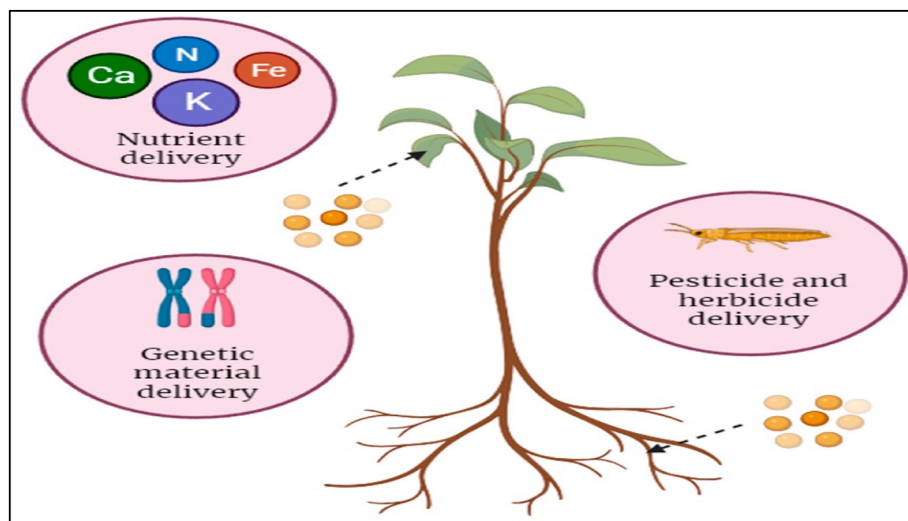 Ca
N
Fe
K
Nutrient
delivery
Genetic
material
delivery
Pesticide and
herbicide
delivery